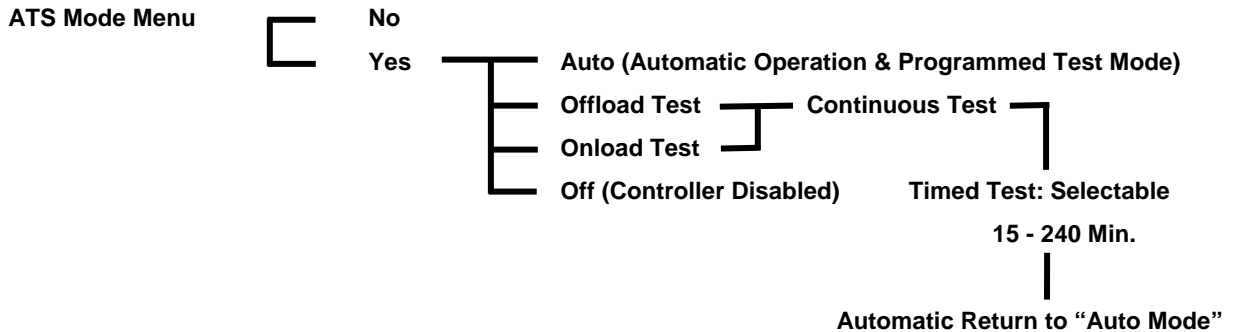 ATS Mode Menu
No
Yes
Auto (Automatic Operation & Programmed Test Mode)
Offload Test
Continuous Test
Onload Test
Off (Controller Disabled)
Timed Test: Selectable
15 - 240 Min.
Automatic Return to “Auto Mode”